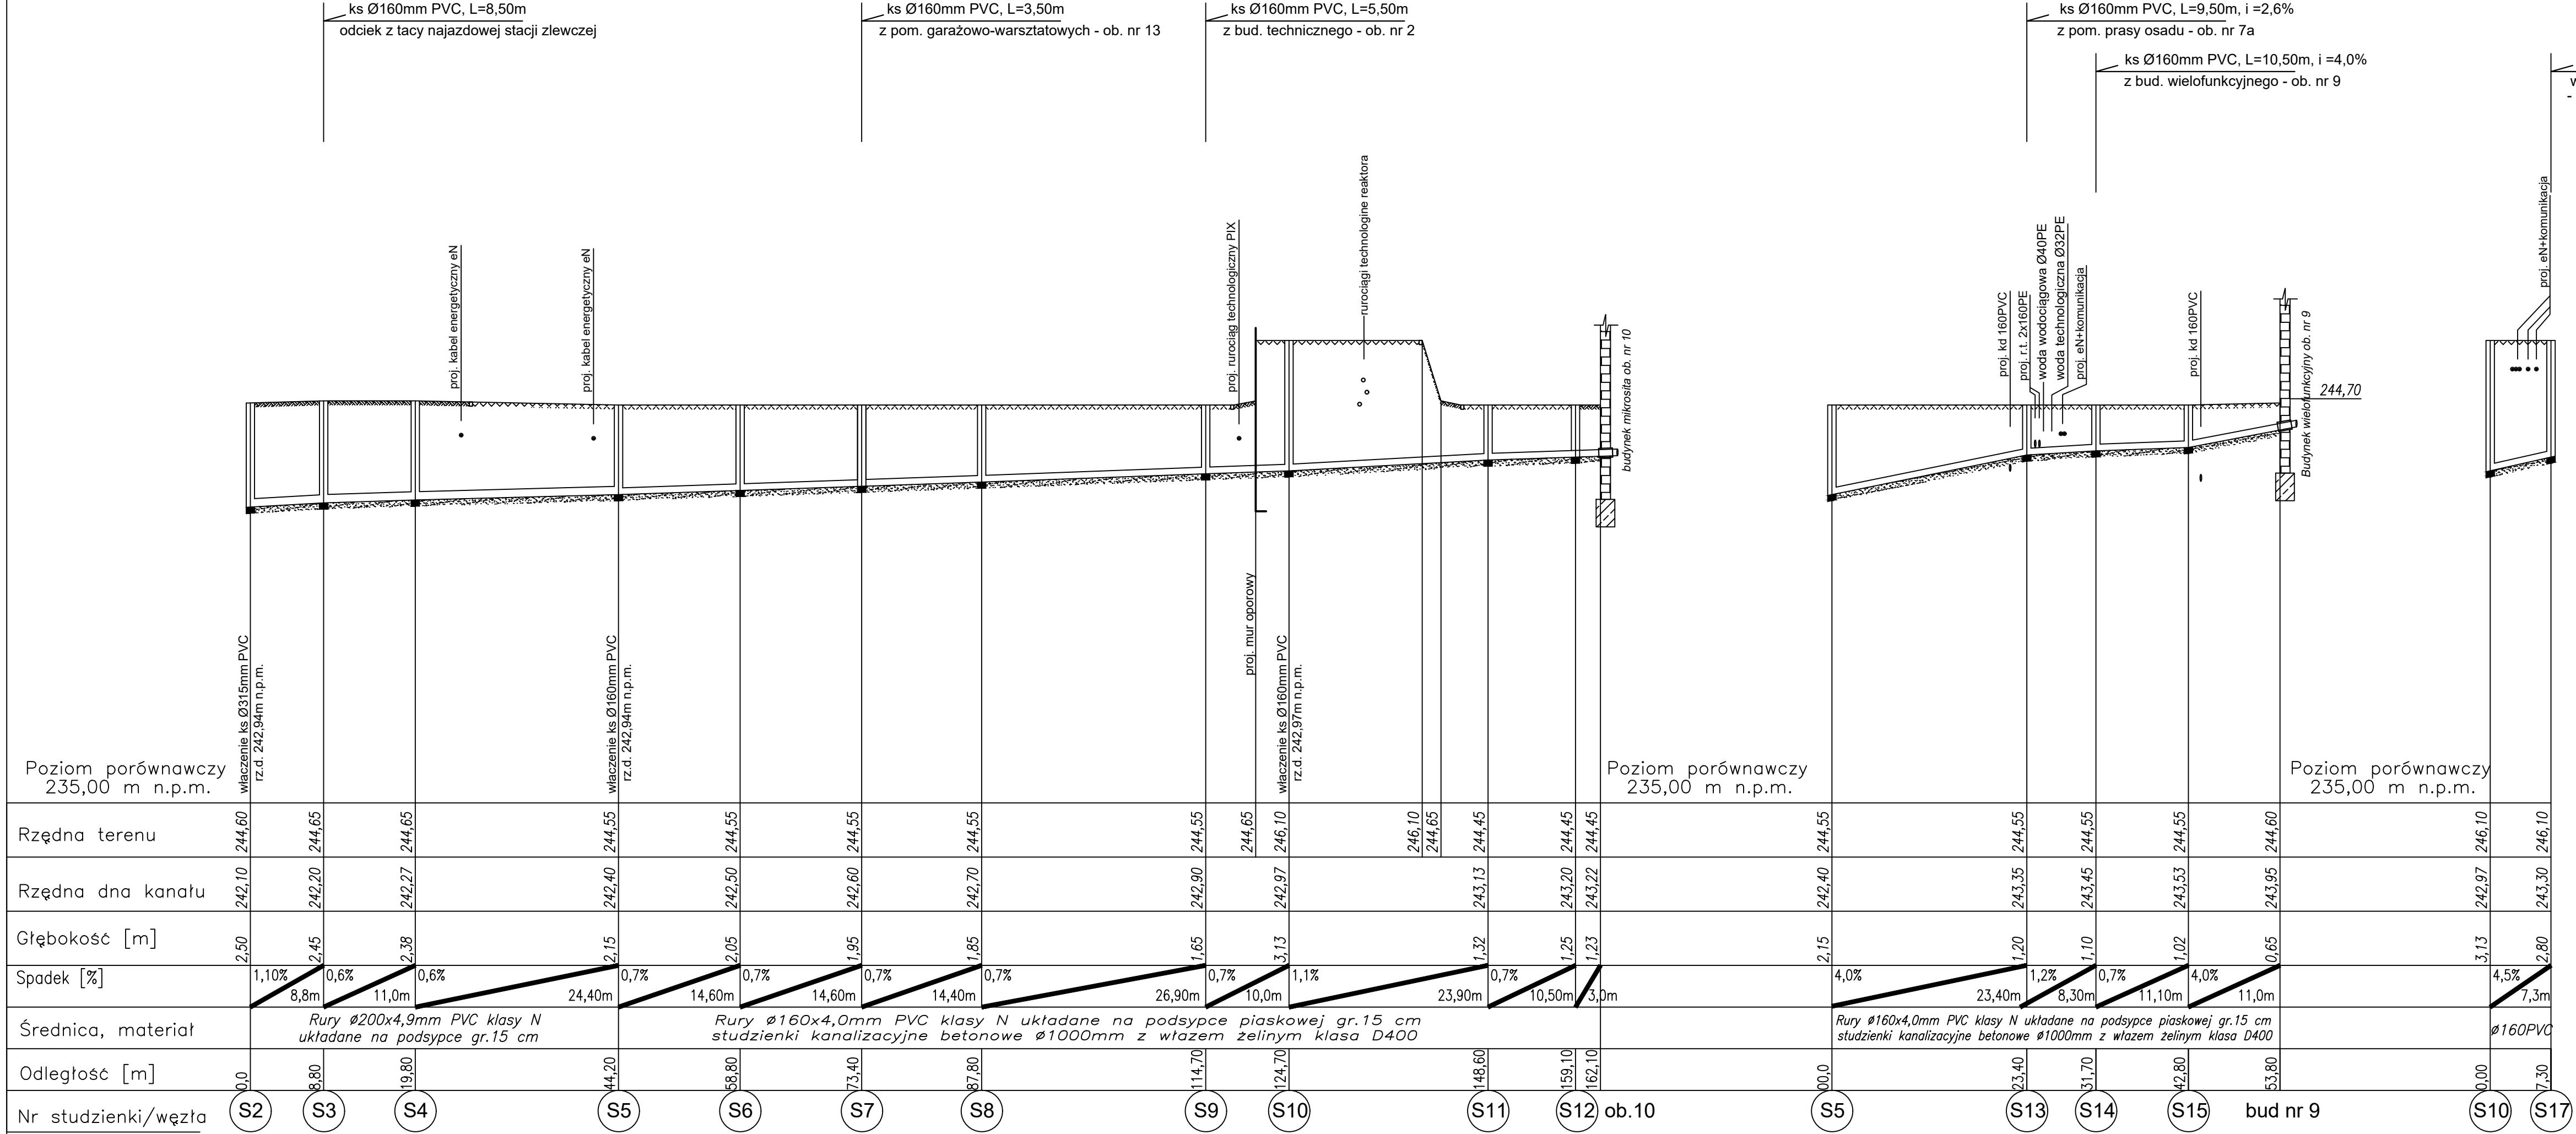 ks Ø160mm PVC, L=8,50m
odciek z tacy najazdowej stacji zlewczej
ks Ø160mm PVC, L=3,50m
z pom. garażowo-warsztatowych - ob. nr 13
ks Ø160mm PVC, L=5,50m
z bud. technicznego - ob. nr 2
ks Ø160mm PVC, L=9,50m, i =2,6%
z pom. prasy osadu - ob. nr 7a
ks Ø160mm PVC, L=10,50m, i =4,0%
z bud. wielofunkcyjnego - ob. nr 9
w
-
proj. kabel energetyczny eN
proj. kabel energetyczny eN
proj. rurociąg technologiczny PIX
rurociągi technologine reaktora
budynek mikrosita ob. nr 10
proj. kd 160PVC
proj. r.t. 2x160PE
woda wodociągowa Ø40PE
woda technologiczna Ø32PE
proj. eN+komunikacja
proj. kd 160PVC
Budynek wielofunkcyjny ob. nr 9
244,70
proj. eN+komunikacja
właczenie ks Ø315mm PVC
rz.d. 242,94m n.p.m.
właczenie ks Ø160mm PVC
rz.d. 242,94m n.p.m.
proj. mur oporowy
właczenie ks Ø160mm PVC
rz.d. 242,97m n.p.m.
Poziom porównawczy
235,00 m n.p.m.
Poziom porównawczy
235,00 m n.p.m.
Poziom porównawczy
235,00 m n.p.m.
Rzędna terenu 244,60 244,65 244,65 244,55 244,55 244,55 244,55 244,55 244,65 246,10 246,10 244,65 244,45 244,45 244,45 244,55 244,55 244,55 244,55 244,60 246,10 246,10
Rzędna dna kanału 242,10 242,20 242,27 242,40 242,50 242,60 242,70 242,90 242,97 243,13 243,20 243,22 242,40 243,35 243,45 243,53 243,95 242,97 243,30
Głębokość [m] 2,50 2,45 2,38 2,15 2,05 1,95 1,85 1,65 3,13 1,32 1,25 1,23 2,15 1,20 1,10 1,02 0,65 3,13 2,80
Spadek [%] 1,10% 0,6% 0,6% 0,7% 0,7% 0,7% 0,7% 0,7% 1,1% 0,7% 4,0% 1,2% 0,7% 4,0% 4,5%
8,8m 11,0m 24,40m 14,60m 14,60m 14,40m 26,90m 10,0m 23,90m 10,50m 3,0m 23,40m 8,30m 11,10m 11,0m 7,3m
Średnica, materiał
Rury ø200x4,9mm PVC klasy N
układane na podsypce gr.15 cm
Rury ø160x4,0mm PVC klasy N układane na podsypce piaskowej gr.15 cm
studzienki kanalizacyjne betonowe ø1000mm z włazem żelinym klasa D400
Rury ø160x4,0mm PVC klasy N układane na podsypce piaskowej gr.15 cm
studzienki kanalizacyjne betonowe ø1000mm z włazem żelinym klasa D400
ø160PVC
Odległość [m] 0,0 8,80 19,80 44,20 58,80 73,40 87,80 114,70 124,70 148,60 159,10 162,10 00,0 23,40 31,70 42,80 53,80 0,00 7,30
Nr studzienki/węzła S2 S3 S4 S5 S6 S7 S8 S9 S10 S11 S12 ob.10 S5 S13 S14 S15 bud nr 9 S10 S17